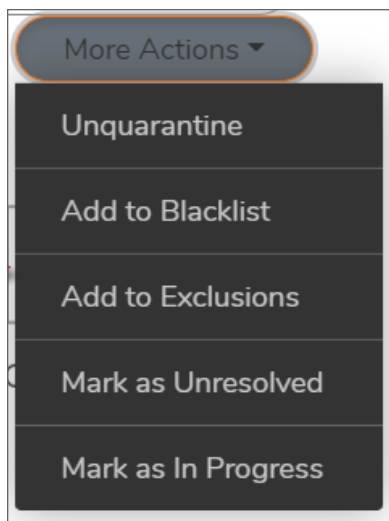 More Actions
Unquarantine
Add to Blacklist
Add to Exclusions
Mark as Unresolved
Mark as In Progress